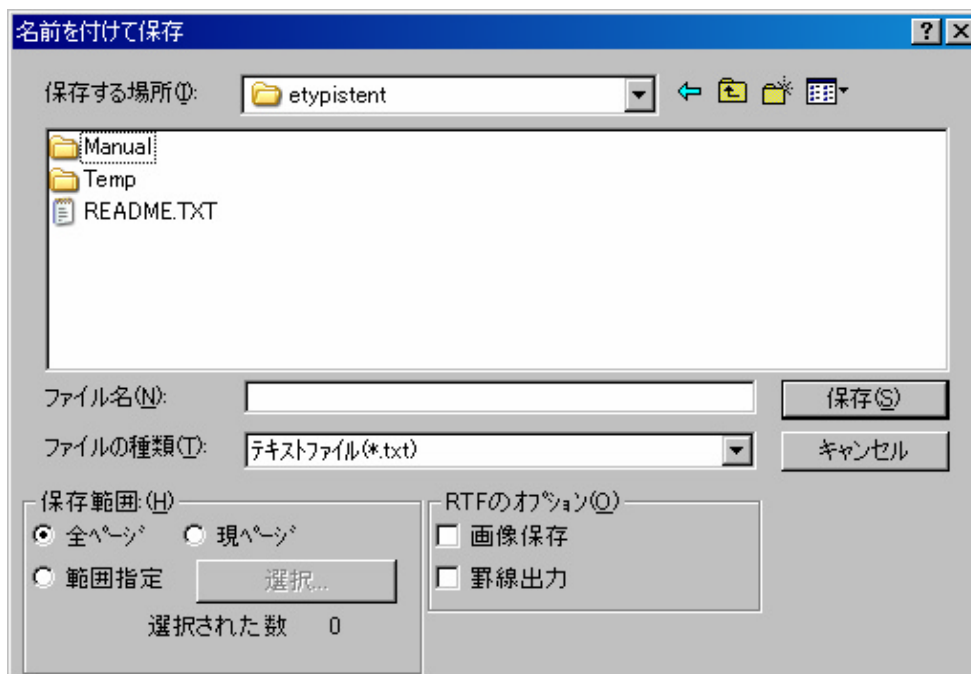 名前を付けて保存
保存する場所(I):
etypistent
Manual
Temp
README.TXT
ファイル名(N):
保存(S)
ファイルの種類(T):
テキストファイル(*.txt)
キャンセル
保存範囲:(H)
RTFのオプション(O)
全ページ
現ページ
画像保存
範囲指定
選択...
罫線出力
選択された数 0